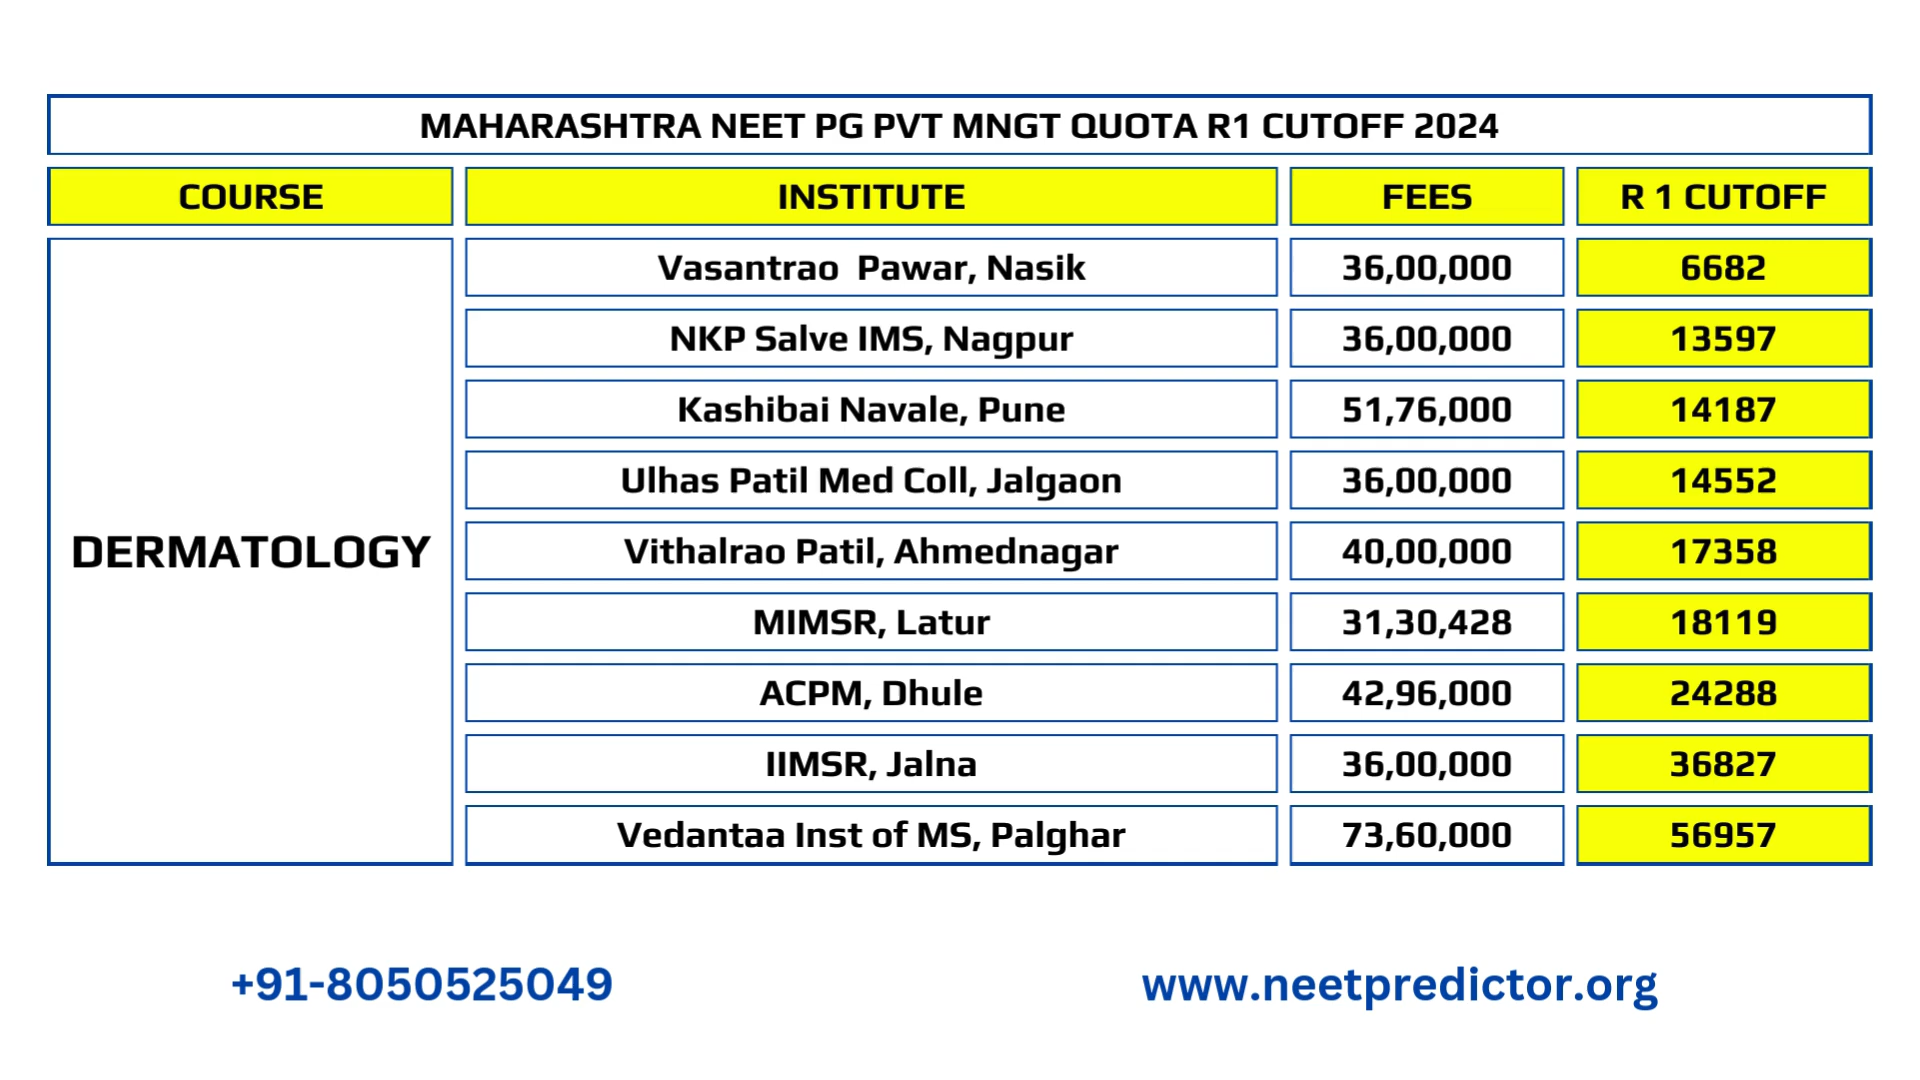 MAHARASHTRA NEET PG PVT MNGT QUOTA R1 CUTOFF 2024
COURSE INSTITUTE FEES R 1 CUTOFF
Vasantrao Pawar, Nasik 36,00,000 6682
NKP Salve IMS, Nagpur 36,00,000 13597
Kashibai Navale, Pune 51,76,000 14187
Ulhas Patil Med Coll, Jalgaon 36,00,000 14552
DERMATOLOGY Vithalrao Patil, Ahmednagar 40,00,000 17358
MIMSR, Latur 31,30,428 18119
ACPM, Dhule 42,96,000 24288
IIMSR, Jalna 36,00,000 36827
Vedantaa Inst of MS, Palghar 73,60,000 56957
+91-8050525049 www.neetpredictor.org